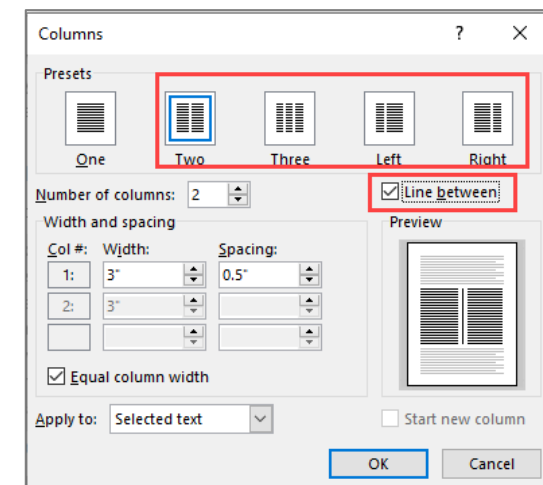 Columns ? ×
Presets
One Two Three Left Right
Number of columns: 2 Line between
Width and spacing Preview
Col #: Width: Spacing:
1: 3" 0.5"
2: 3"
Equal column width
Apply to: Selected text Start new column
OK Cancel